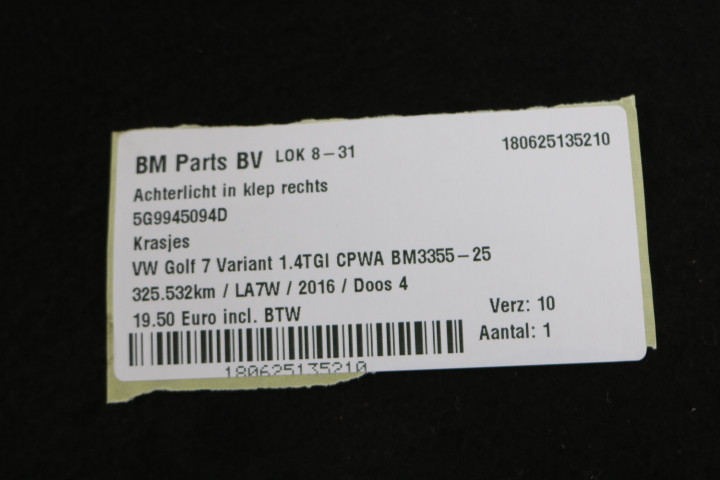 BM Parts BV LOK 8-31 180625135210
Achterlicht in klep rechts
5G9945094D
Krasjes
VW Golf 7 Variant 1.4TGI CPWA BM3355-25
325.532km / LA7W / 2016 / Doos 4
19.50 Euro incl. BTW Verz: 10
Aantal: 1
180625135210